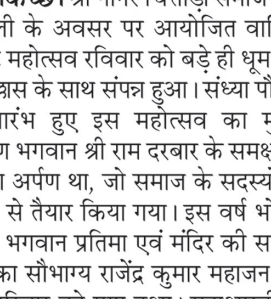 ली के अवसर पर आयोजित वार्षि
महोत्सव रविवार को बड़े ही धूम
ास के साथ संपन्न हुआ। संध्या पौ
ारंभ हुए इस महोत्सव का म
ण भगवान श्री राम दरबार के समक्ष
अर्पण था, जो समाज के सदस्यो
से तैयार किया गया। इस वर्ष भो
भगवान प्रतिमा एवं मंदिर की स
का सौभाग्य राजेंद्र कुमार महाजन